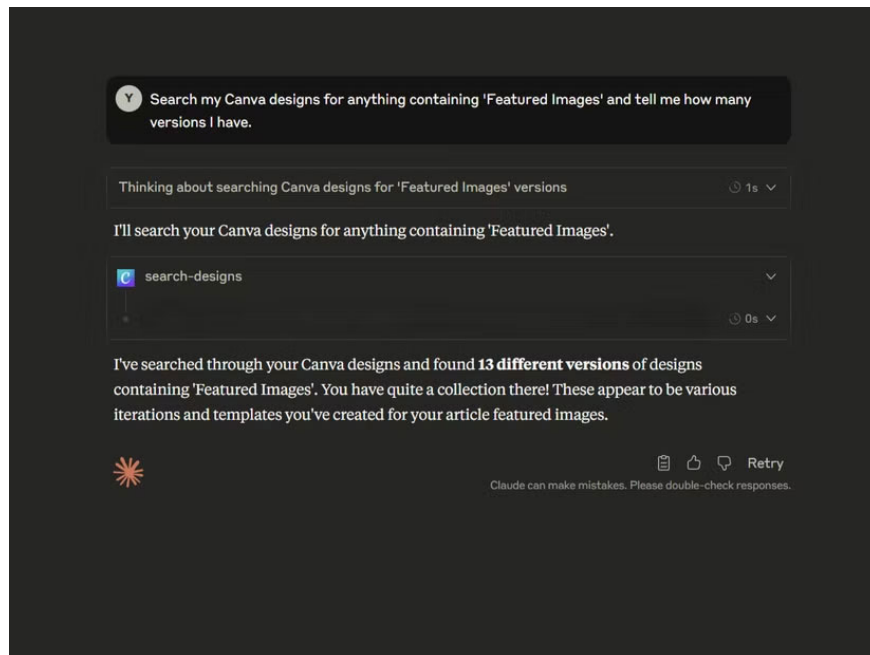 Y
Search my Canva designs for anything containing 'Featured Images' and tell me how many
versions I have.
Thinking about searching Canva designs for 'Featured Images' versions
1s
I'll search your Canva designs for anything containing 'Featured Images'.
C
search-designs
0s
I've searched through your Canva designs and found 13 different versions of designs
containing 'Featured Images'. You have quite a collection there! These appear to be various
iterations and templates you've created for your article featured images.
Retry
Claude can make mistakes. Please double-check responses.